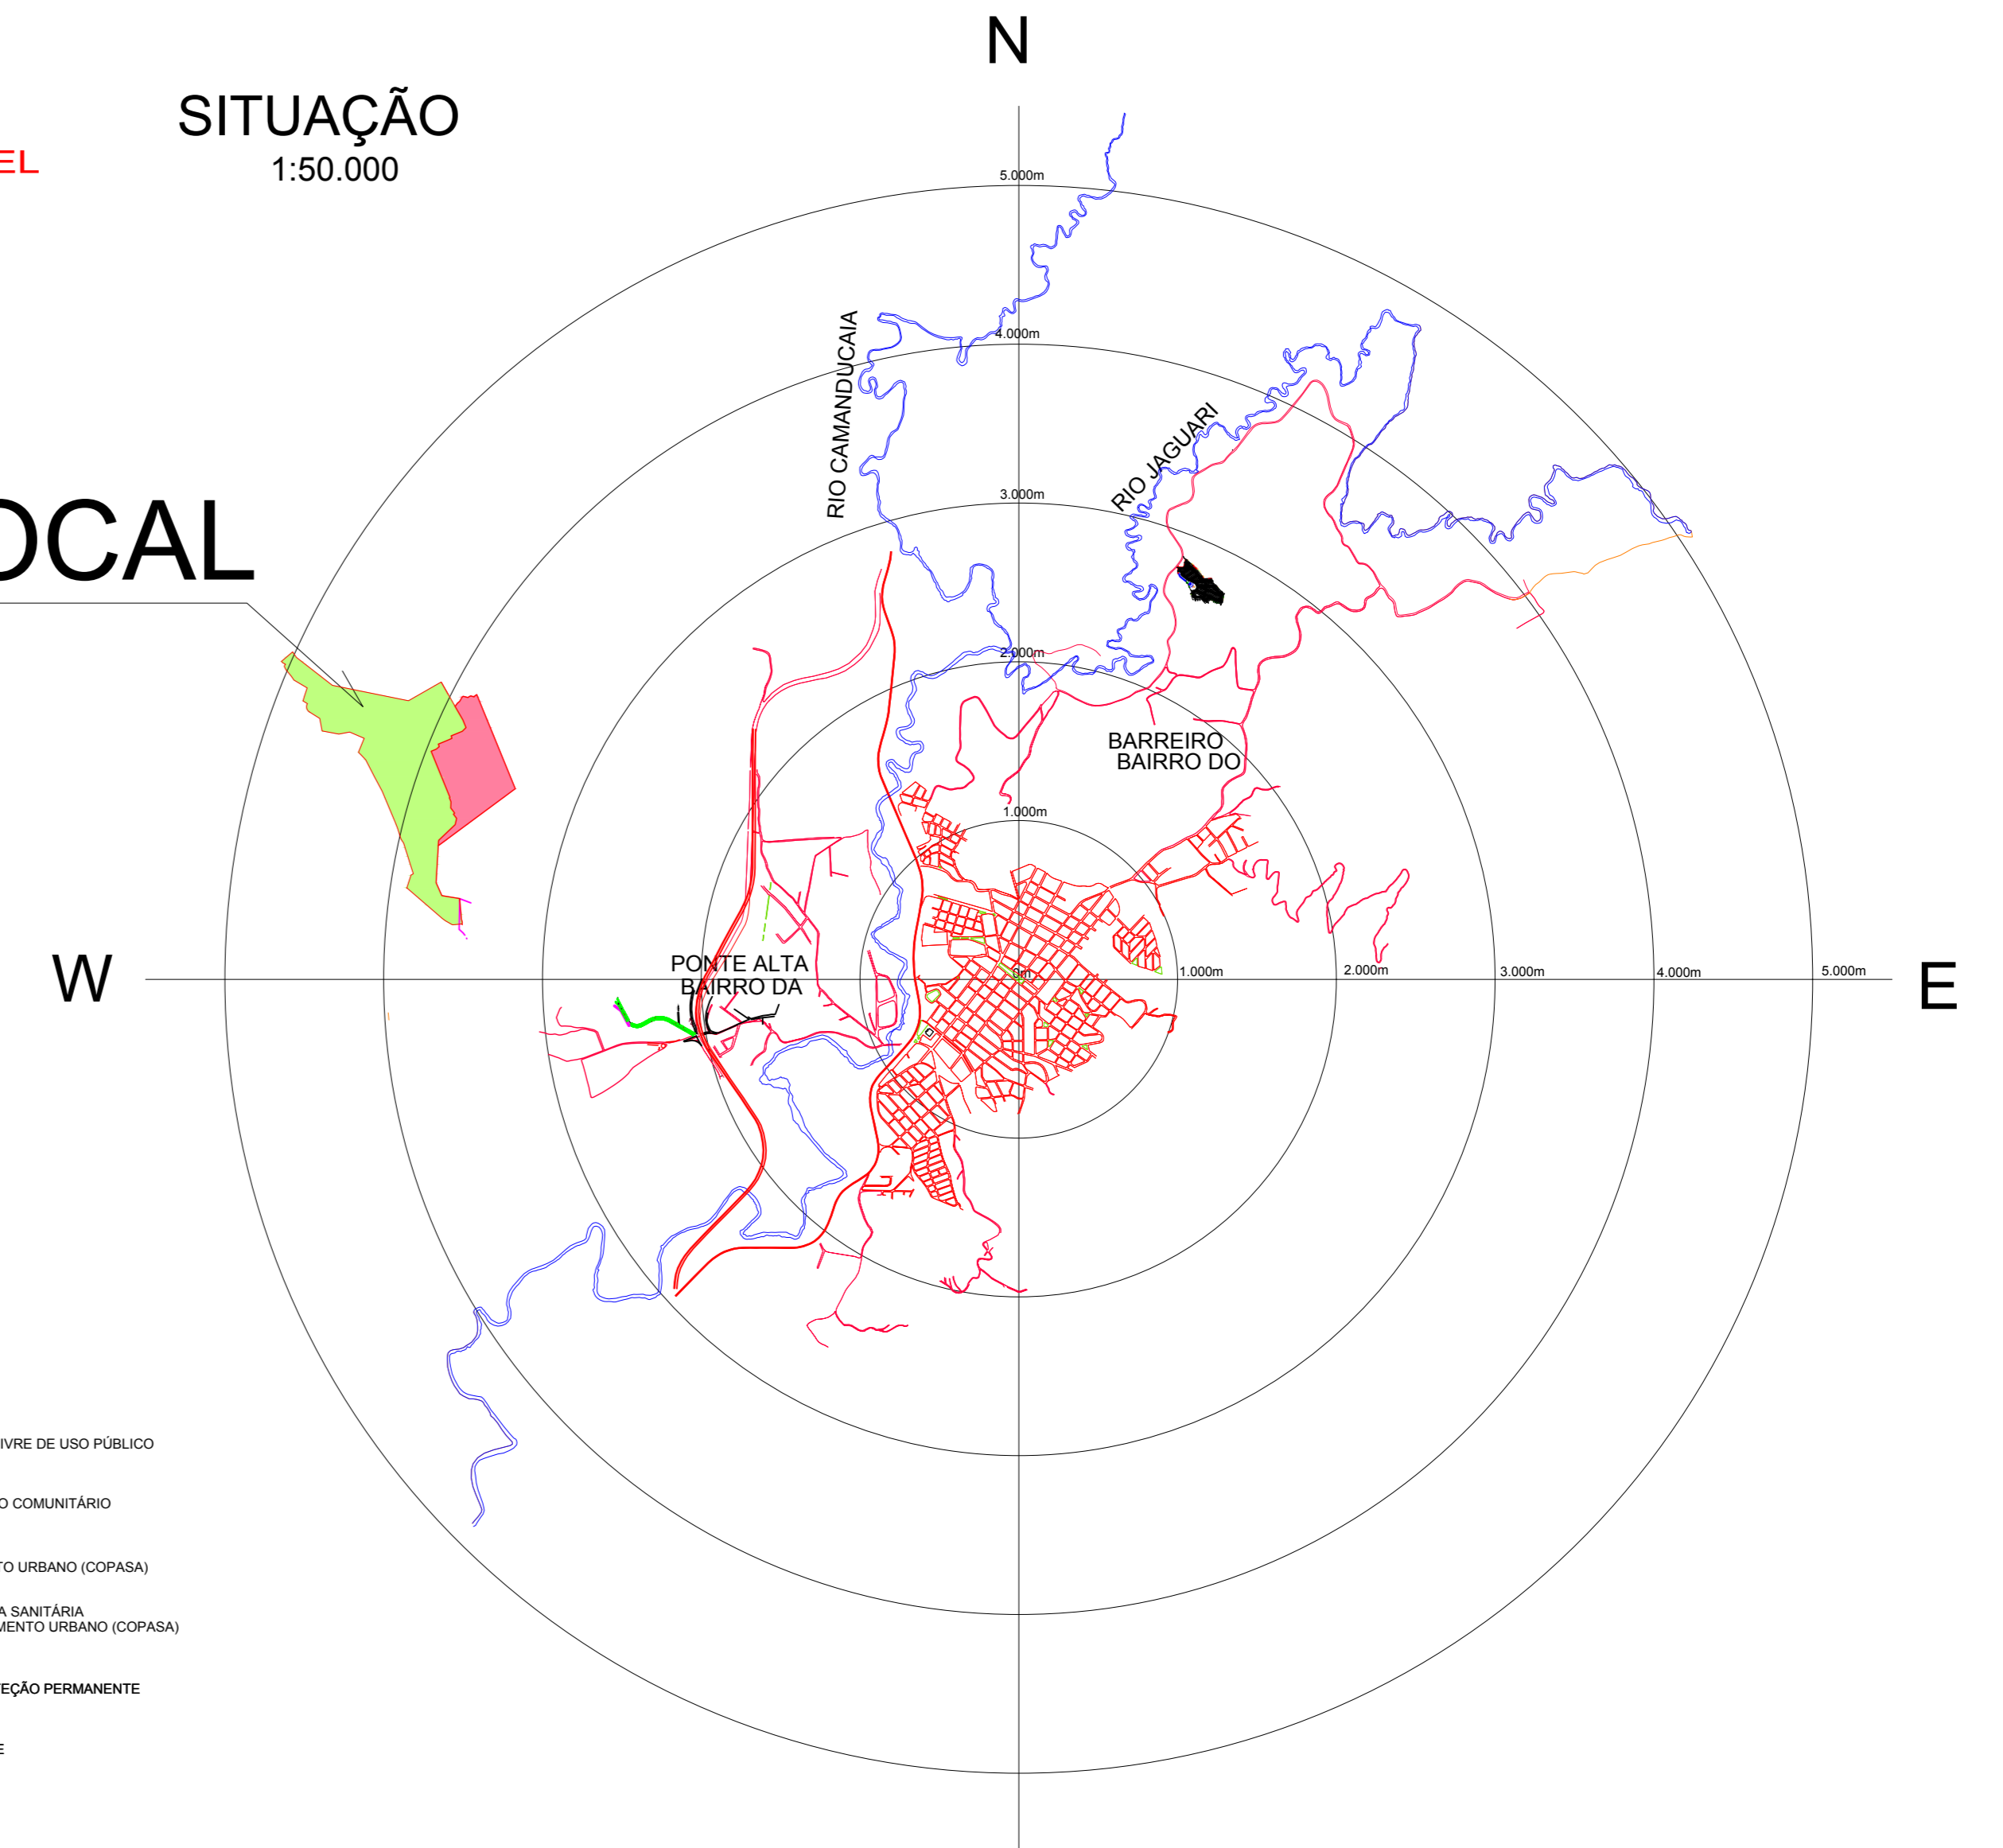 N
SITUAÇÃO
1:50.000
EL
5.000m
4.000m
RIO CAMANDUCAIA
RIO JAGUARI
3.000m
OCAL
2.000m
BARREIRO
BAIRRO DO
1.000m
W
PONTE ALTA
BAIRRO DA
0m
1.000m
2.000m
3.000m
4.000m
5.000m
E
IVRE DE USO PÚBLICO
O COMUNITÁRIO
TO URBANO (COPASA)
A SANITÁRIA
MENTO URBANO (COPASA)
TEÇÃO PERMANENTE
E